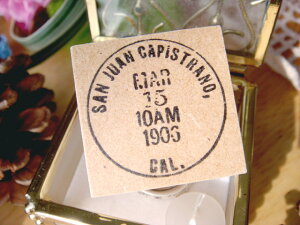 SAN JUAN CAPISTRANO,
MAR
15
10AM
1906
CAL.